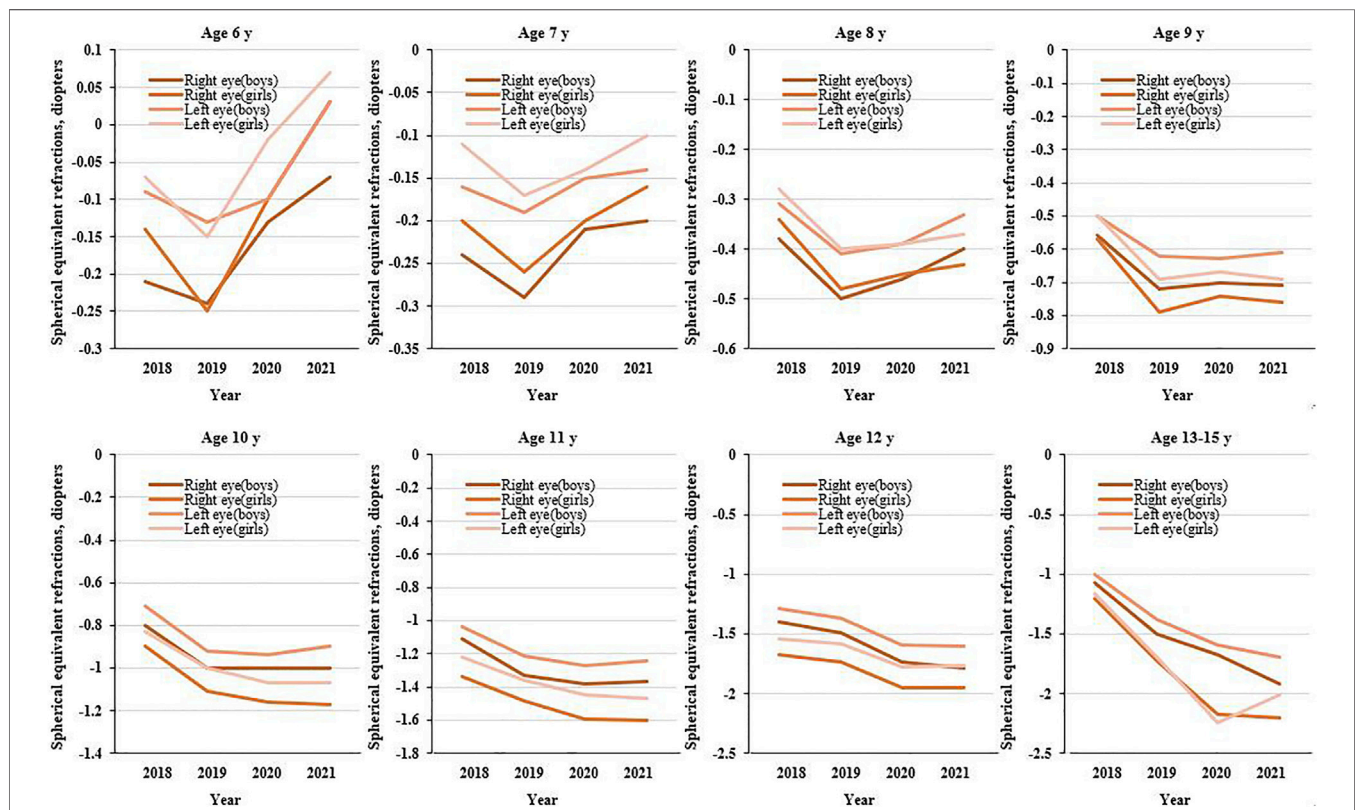 Age 6 y
Spherical equivalent refractions, diopters
0.1
0.05
0
-0.05
-0.1
-0.15
-0.2
-0.25
-0.3
Right eye(boys)
Right eye(girls)
Left eye(boys)
Left eye(girls)
2018 2019 2020 2021
Year
Age 7 y
Spherical equivalent refractions, diopters
0
-0.05
-0.1
-0.15
-0.2
-0.25
-0.3
-0.35
Right eye(boys)
Right eye(girls)
Left eye(boys)
Left eye(girls)
2018 2019 2020 2021
Year
Age 8 y
Spherical equivalent refractions, diopters
0
-0.1
-0.2
-0.3
-0.4
-0.5
-0.6
Right eye(boys)
Right eye(girls)
Left eye(boys)
Left eye(girls)
2018 2019 2020 2021
Year
Age 9 y
Spherical equivalent refractions, diopters
0
-0.1
-0.2
-0.3
-0.4
-0.5
-0.6
-0.7
-0.8
-0.9
Right eye(boys)
Right eye(girls)
Left eye(boys)
Left eye(girls)
2018 2019 2020 2021
Year
Age 10 y
Spherical equivalent refractions, diopters
0
-0.2
-0.4
-0.6
-0.8
-1
-1.2
-1.4
Right eye(boys)
Right eye(girls)
Left eye(boys)
Left eye(girls)
2018 2019 2020 2021
Year
Age 11 y
Spherical equivalent refractions, diopters
0
-0.2
-0.4
-0.6
-0.8
-1
-1.2
-1.4
-1.6
-1.8
Right eye(boys)
Right eye(girls)
Left eye(boys)
Left eye(girls)
2018 2019 2020 2021
Year
Age 12 y
Spherical equivalent refractions, diopters
0
-0.5
-1
-1.5
-2
-2.5
Right eye(boys)
Right eye(girls)
Left eye(boys)
Left eye(girls)
2018 2019 2020 2021
Year
Age 13-15 y
Spherical equivalent refractions, diopters
0
-0.5
-1
-1.5
-2
-2.5
Right eye(boys)
Right eye(girls)
Left eye(boys)
Left eye(girls)
2018 2019 2020 2021
Year